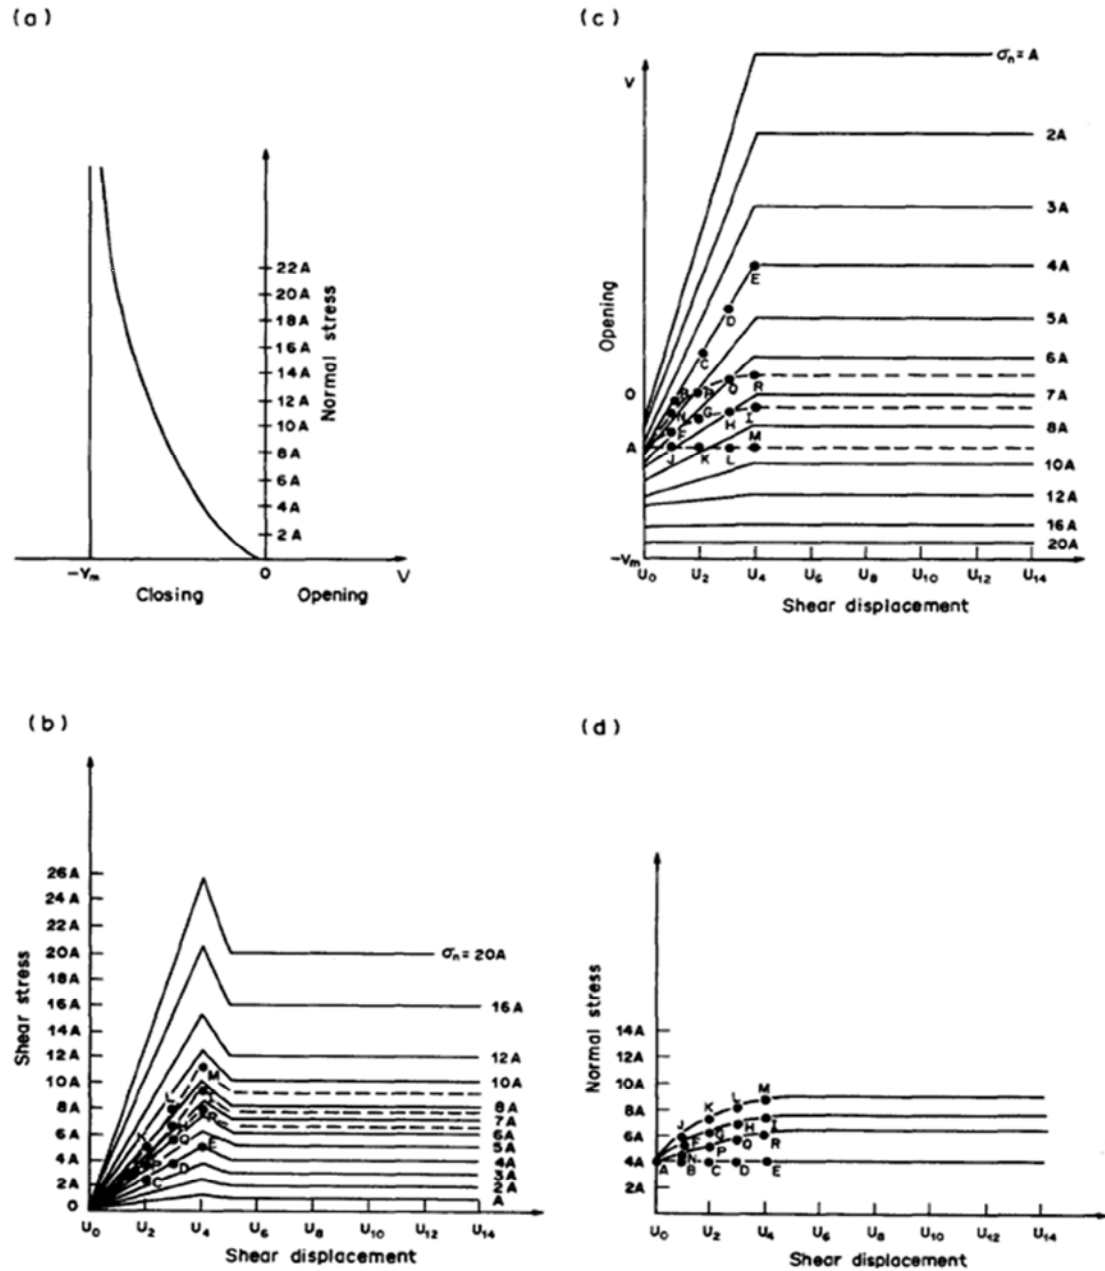 (a)
22A
20A
18A
16A
14A
12A
10A
8A
6A
4A
2A
Normal stress
-Vm
O
V
Closing
Opening
(c)
V
Opening
O
A
-Vm
σn = A
2A
3A
4A
5A
6A
7A
8A
10A
12A
16A
20A
E
D
C
B
P
Q
R
N
G
F
H
I
J
K
L
M
U0 U2 U4 U6 U8 U10 U12 U14
Shear displacement
(b)
Shear stress
26A
24A
22A
20A
18A
16A
14A
12A
10A
8A
6A
4A
2A
O
σn = 20A
16A
12A
10A
8A
7A
6A
5A
4A
3A
2A
A
L
M
H
R
Q
E
P
D
C
U0 U2 U4 U6 U8 U10 U12 U14
Shear displacement
(d)
Normal stress
14A
12A
10A
8A
6A
4A
2A
J
K
L
M
F
G
H
I
N
P
Q
R
A
B
C
D
E
U0 U2 U4 U6 U8 U10 U12 U14
Shear displacement